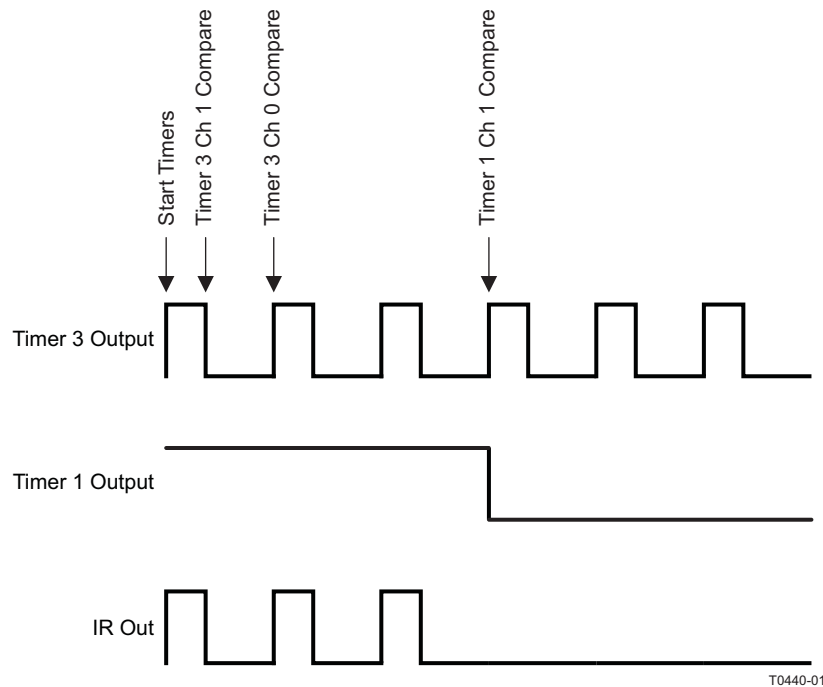 Start Timers
Timer 3 Ch 1 Compare
Timer 3 Ch 0 Compare
Timer 1 Ch 1 Compare
Timer 3 Output
Timer 1 Output
IR Out
T0440-01